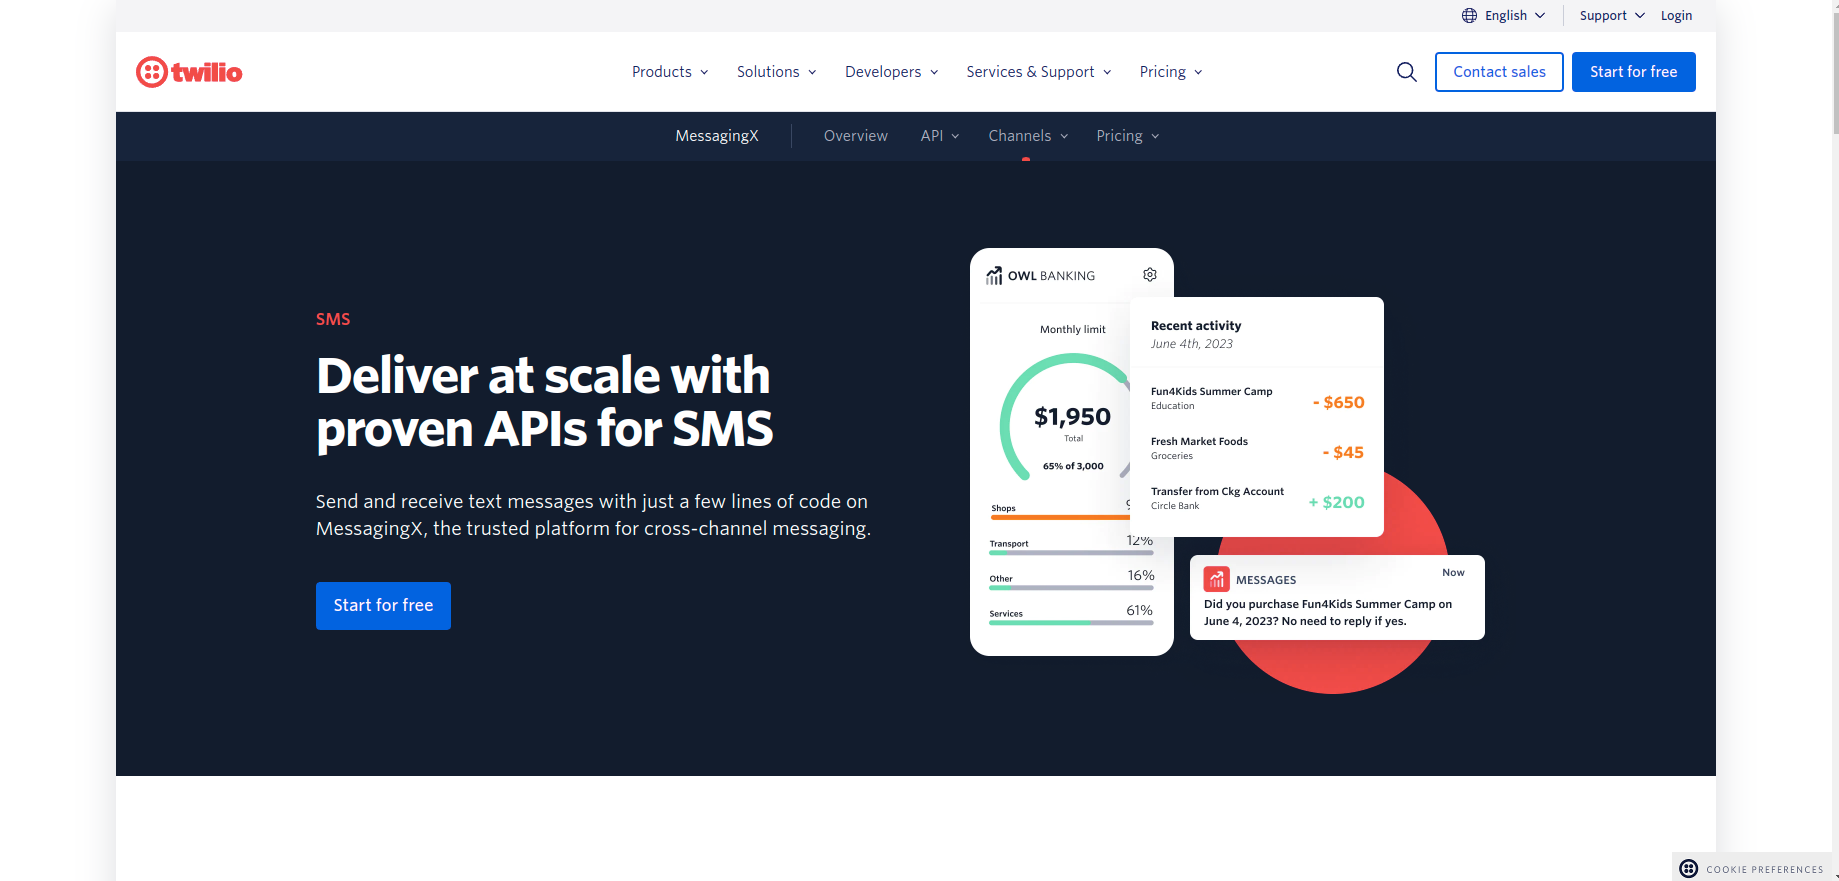 English
Support
Login
twilio
Products
Solutions
Developers
Services & Support
Pricing
Contact sales
Start for free
MessagingX
Overview
API
Channels
Pricing
SMS
Deliver at scale with
proven APIs for SMS
Send and receive text messages with just a few lines of code on
MessagingX, the trusted platform for cross-channel messaging.
Start for free
OWL BANKING
Monthly limit
$1,950
Total
65% of 3,000
Shops
Transport 12%
Other 16%
Services 61%
Recent activity
June 4th, 2023
Fun4Kids Summer Camp
Education
- $650
Fresh Market Foods
Groceries
- $45
Transfer from Ckg Account
Circle Bank
+ $200
MESSAGES
Now
Did you purchase Fun4Kids Summer Camp on
June 4, 2023? No need to reply if yes.
COOKIE PREFERENCES